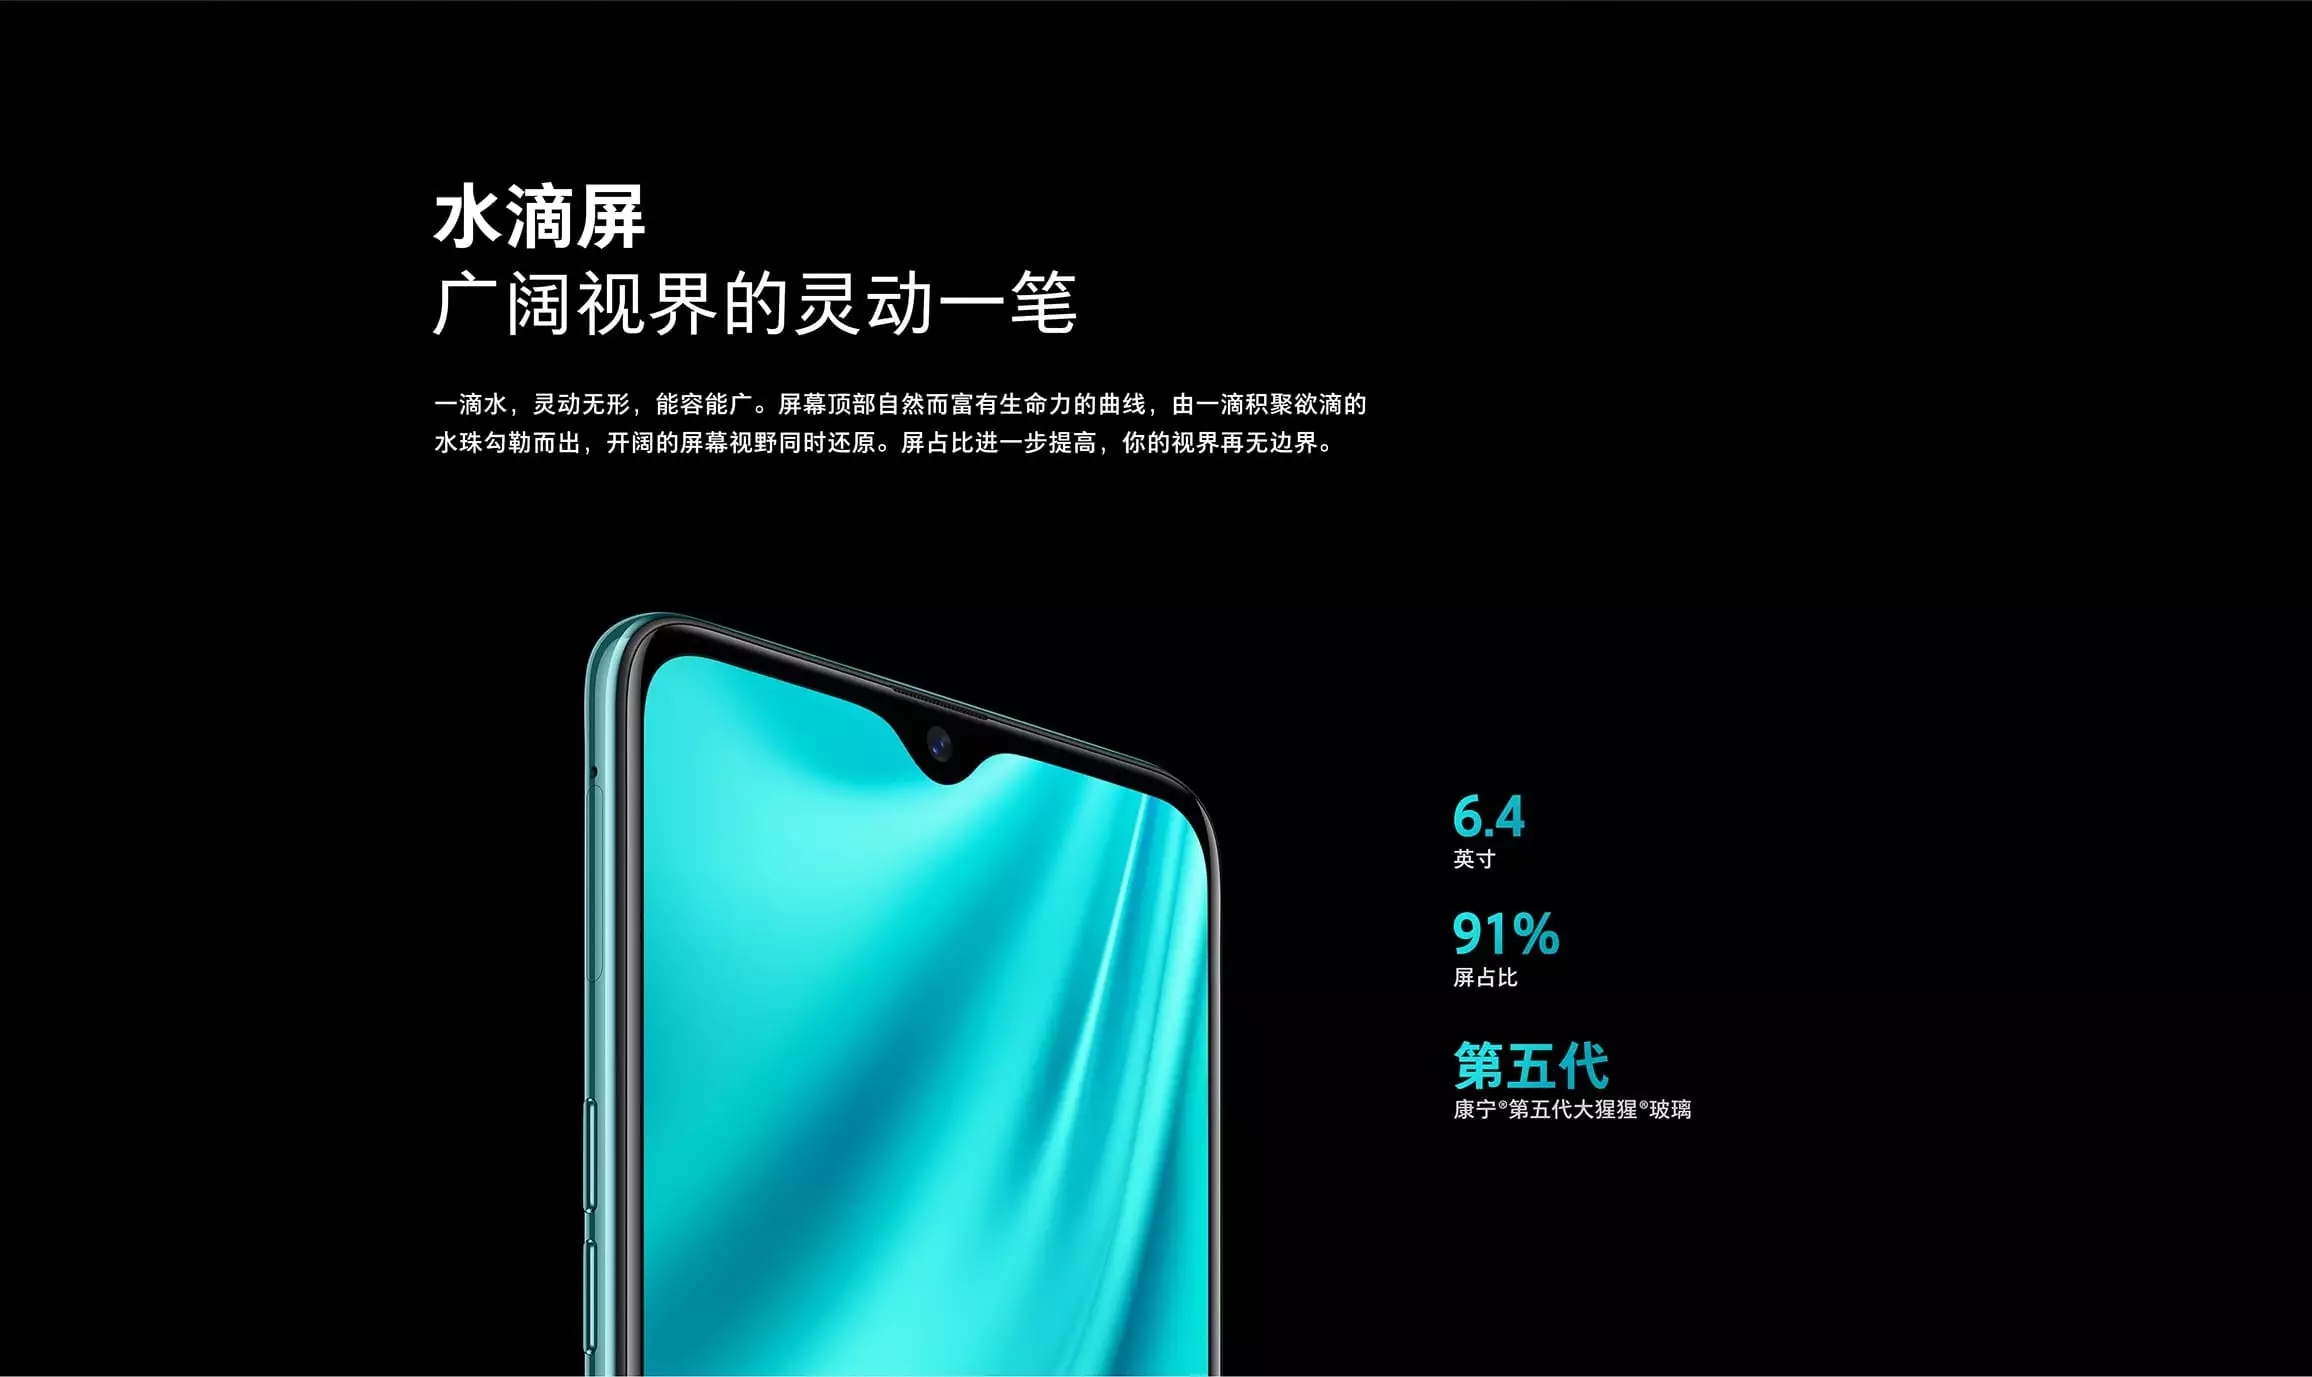 水滴屏
广阔视界的灵动一笔
一滴水，灵动无形，能容能广。屏幕顶部自然而富有生命力的曲线，由一滴积聚欲滴的
水珠勾勒而出，开阔的屏幕视野同时还原。屏占比进一步提高，你的视界再无边界。
6.4
英寸
91%
屏占比
第五代
康宁®第五代大猩猩®玻璃